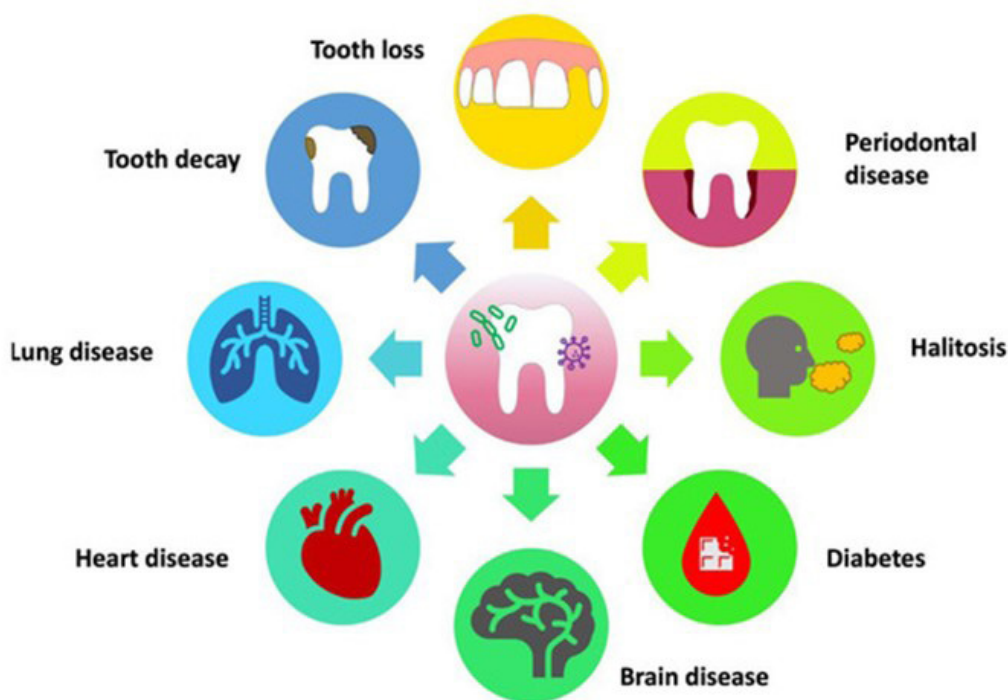 Tooth loss
Periodontal
disease
Tooth decay
Lung disease
Halitosis
Heart disease
Diabetes
Brain disease